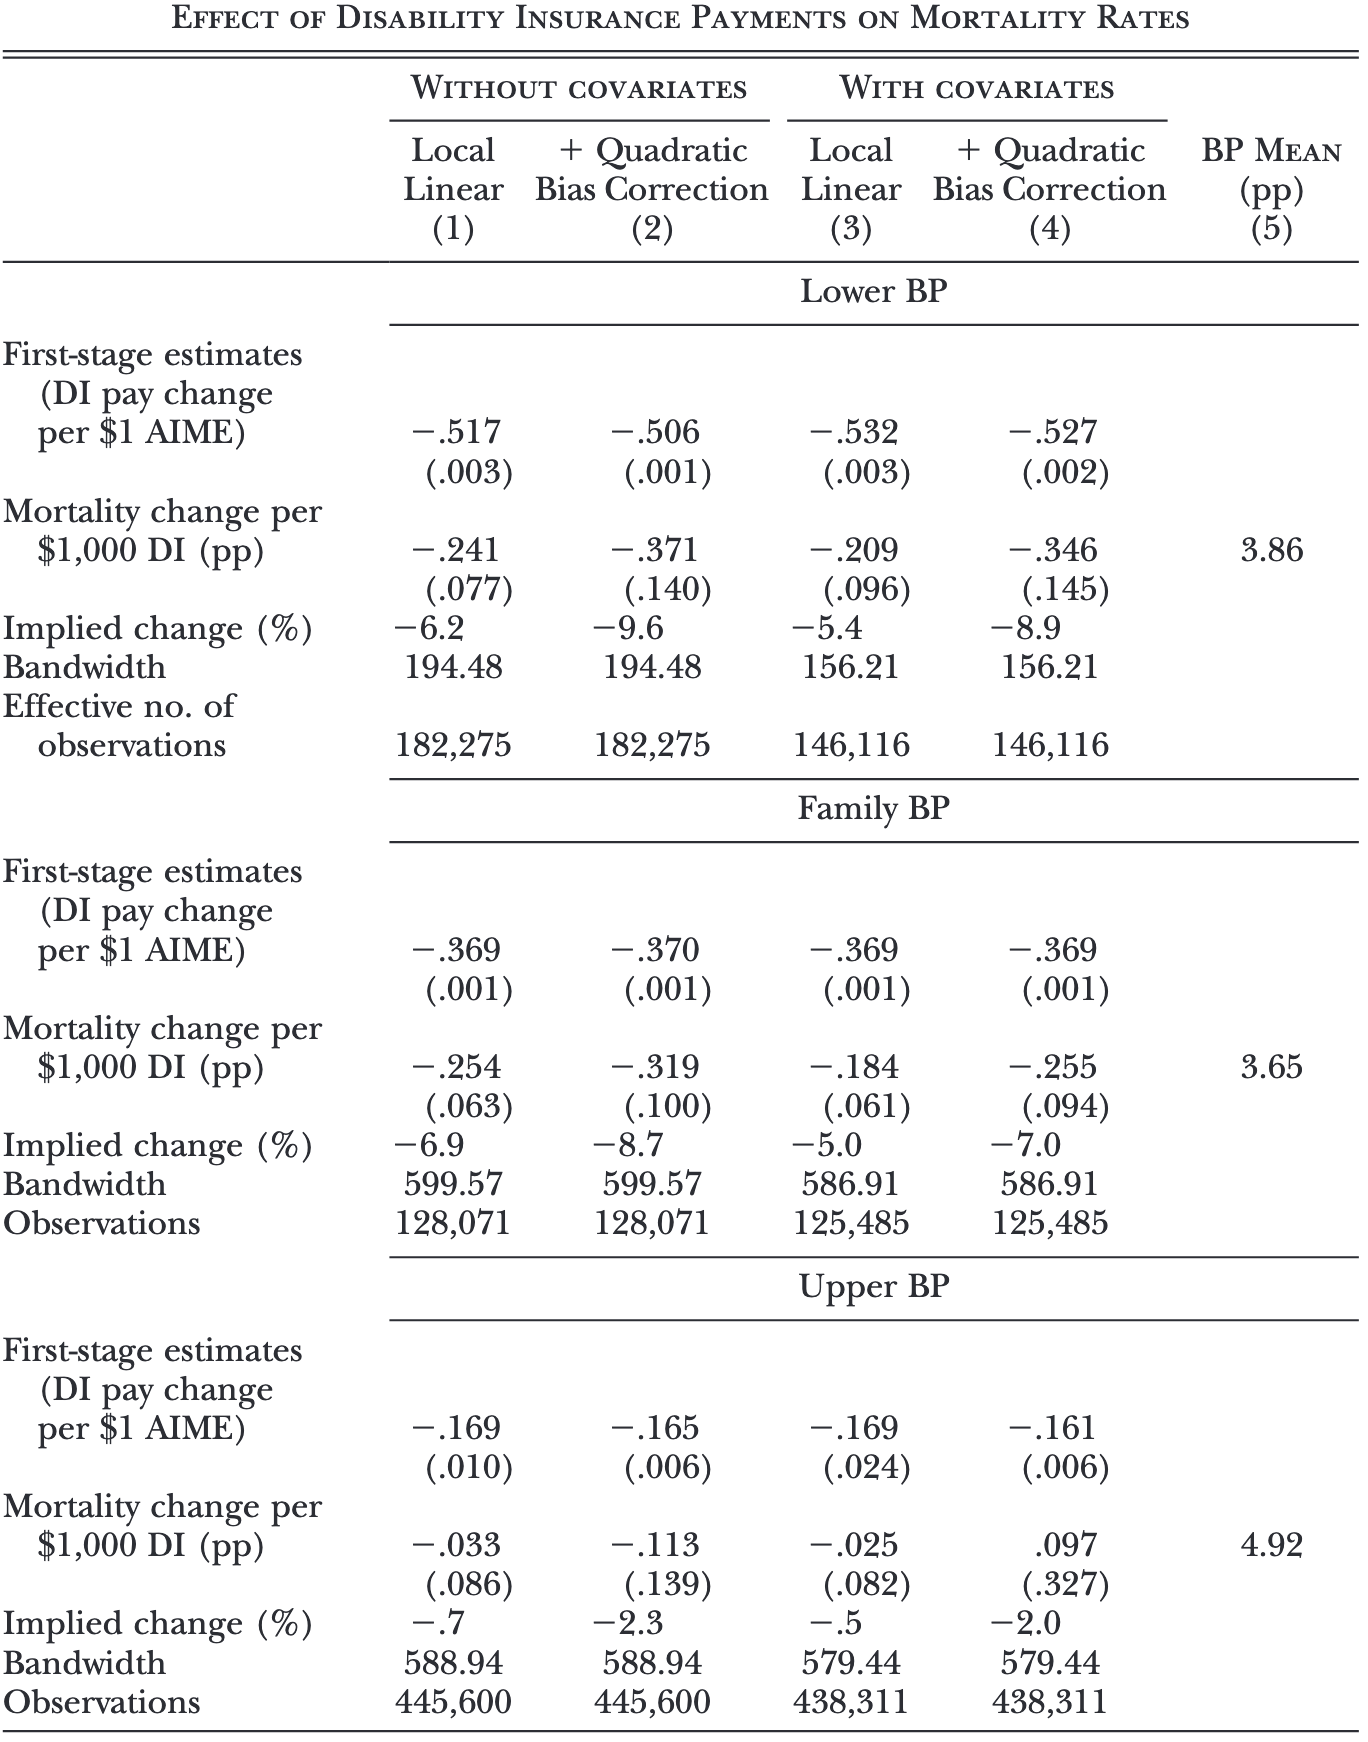 EFFECT OF DISABILITY INSURANCE PAYMENTS ON MORTALITY RATES
WITHOUT COVARIATES WITH COVARIATES
Local + Quadratic Local + Quadratic BP MEAN
Linear Bias Correction Linear Bias Correction (pp)
(1) (2) (3) (4) (5)
Lower BP
First-stage estimates
(DI pay change
per $1 AIME) −.517 −.506 −.532 −.527
(.003) (.001) (.003) (.002)
Mortality change per
$1,000 DI (pp) −.241 −.371 −.209 −.346 3.86
(.077) (.140) (.096) (.145)
Implied change (%) −6.2 −9.6 −5.4 −8.9
Bandwidth 194.48 194.48 156.21 156.21
Effective no. of
observations 182,275 182,275 146,116 146,116
Family BP
First-stage estimates
(DI pay change
per $1 AIME) −.369 −.370 −.369 −.369
(.001) (.001) (.001) (.001)
Mortality change per
$1,000 DI (pp) −.254 −.319 −.184 −.255 3.65
(.063) (.100) (.061) (.094)
Implied change (%) −6.9 −8.7 −5.0 −7.0
Bandwidth 599.57 599.57 586.91 586.91
Observations 128,071 128,071 125,485 125,485
Upper BP
First-stage estimates
(DI pay change
per $1 AIME) −.169 −.165 −.169 −.161
(.010) (.006) (.024) (.006)
Mortality change per
$1,000 DI (pp) −.033 −.113 −.025 .097 4.92
(.086) (.139) (.082) (.327)
Implied change (%) −.7 −2.3 −.5 −2.0
Bandwidth 588.94 588.94 579.44 579.44
Observations 445,600 445,600 438,311 438,311